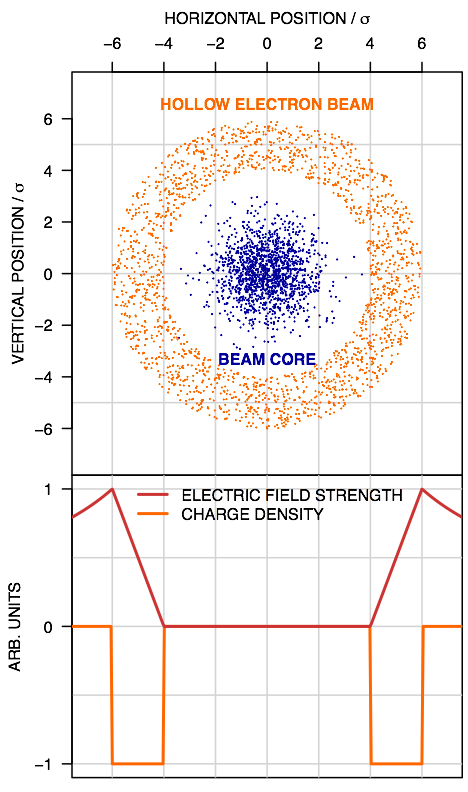 HORIZONTAL POSITION / σ
−6 −4 −2 0 2 4 6
HOLLOW ELECTRON BEAM
6
4
2
0
−2
−4
−6
VERTICAL POSITION / σ
BEAM CORE
ELECTRIC FIELD STRENGTH
CHARGE DENSITY
1
0
−1
ARB. UNITS